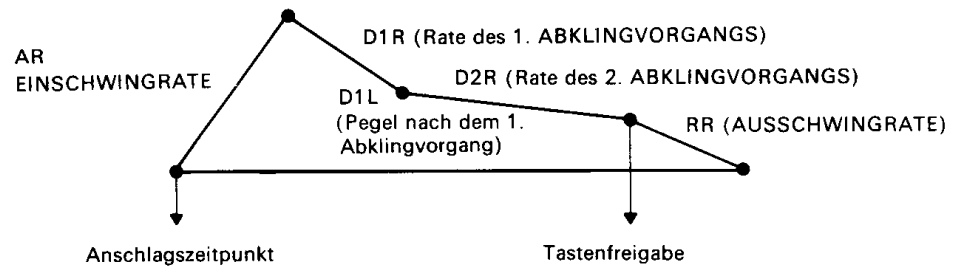 D1R (Rate des 1. ABKLINGVORGANGS)
AR
EINSCHWINGRATE
D2R (Rate des 2. ABKLINGVORGANGS)
D1L
(Pegel nach dem 1.
Abklingvorgang)
RR (AUSSCHWINGRATE)
Anschlagszeitpunkt
Tastenfreigabe